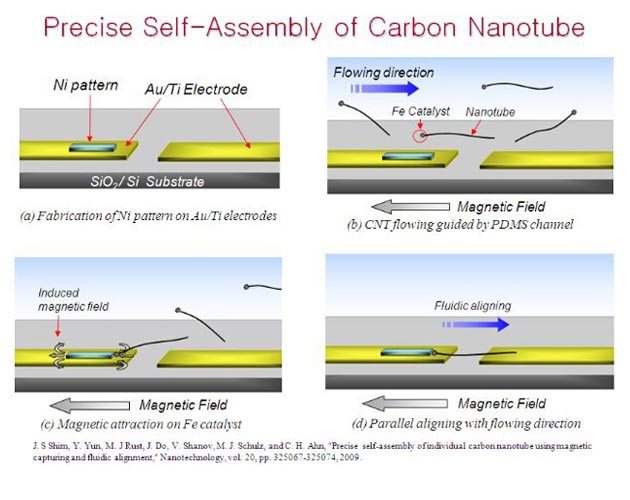 Precise Self-Assembly of Carbon Nanotube
Ni pattern
Au/Ti Electrode
SiO2/ Si Substrate
(a) Fabrication of Ni pattern on Au/Ti electrodes
Flowing direction
Fe Catalyst
Nanotube
Magnetic Field
(b) CNT flowing guided by PDMS channel
Induced
magnetic field
Magnetic Field
(c) Magnetic attraction on Fe catalyst
Fluidic aligning
Magnetic Field
(d) Parallel aligning with flowing direction
J. S Shim, Y. Yun, M. J Rust, J. Do, V. Shanov, M. J. Schulz, and C. H. Ahn, "Precise self-assembly of individual carbon nanotube using magnetic
capturing and fluidic alignment," Nanotechnology, vol. 20, pp. 325067-325074, 2009.